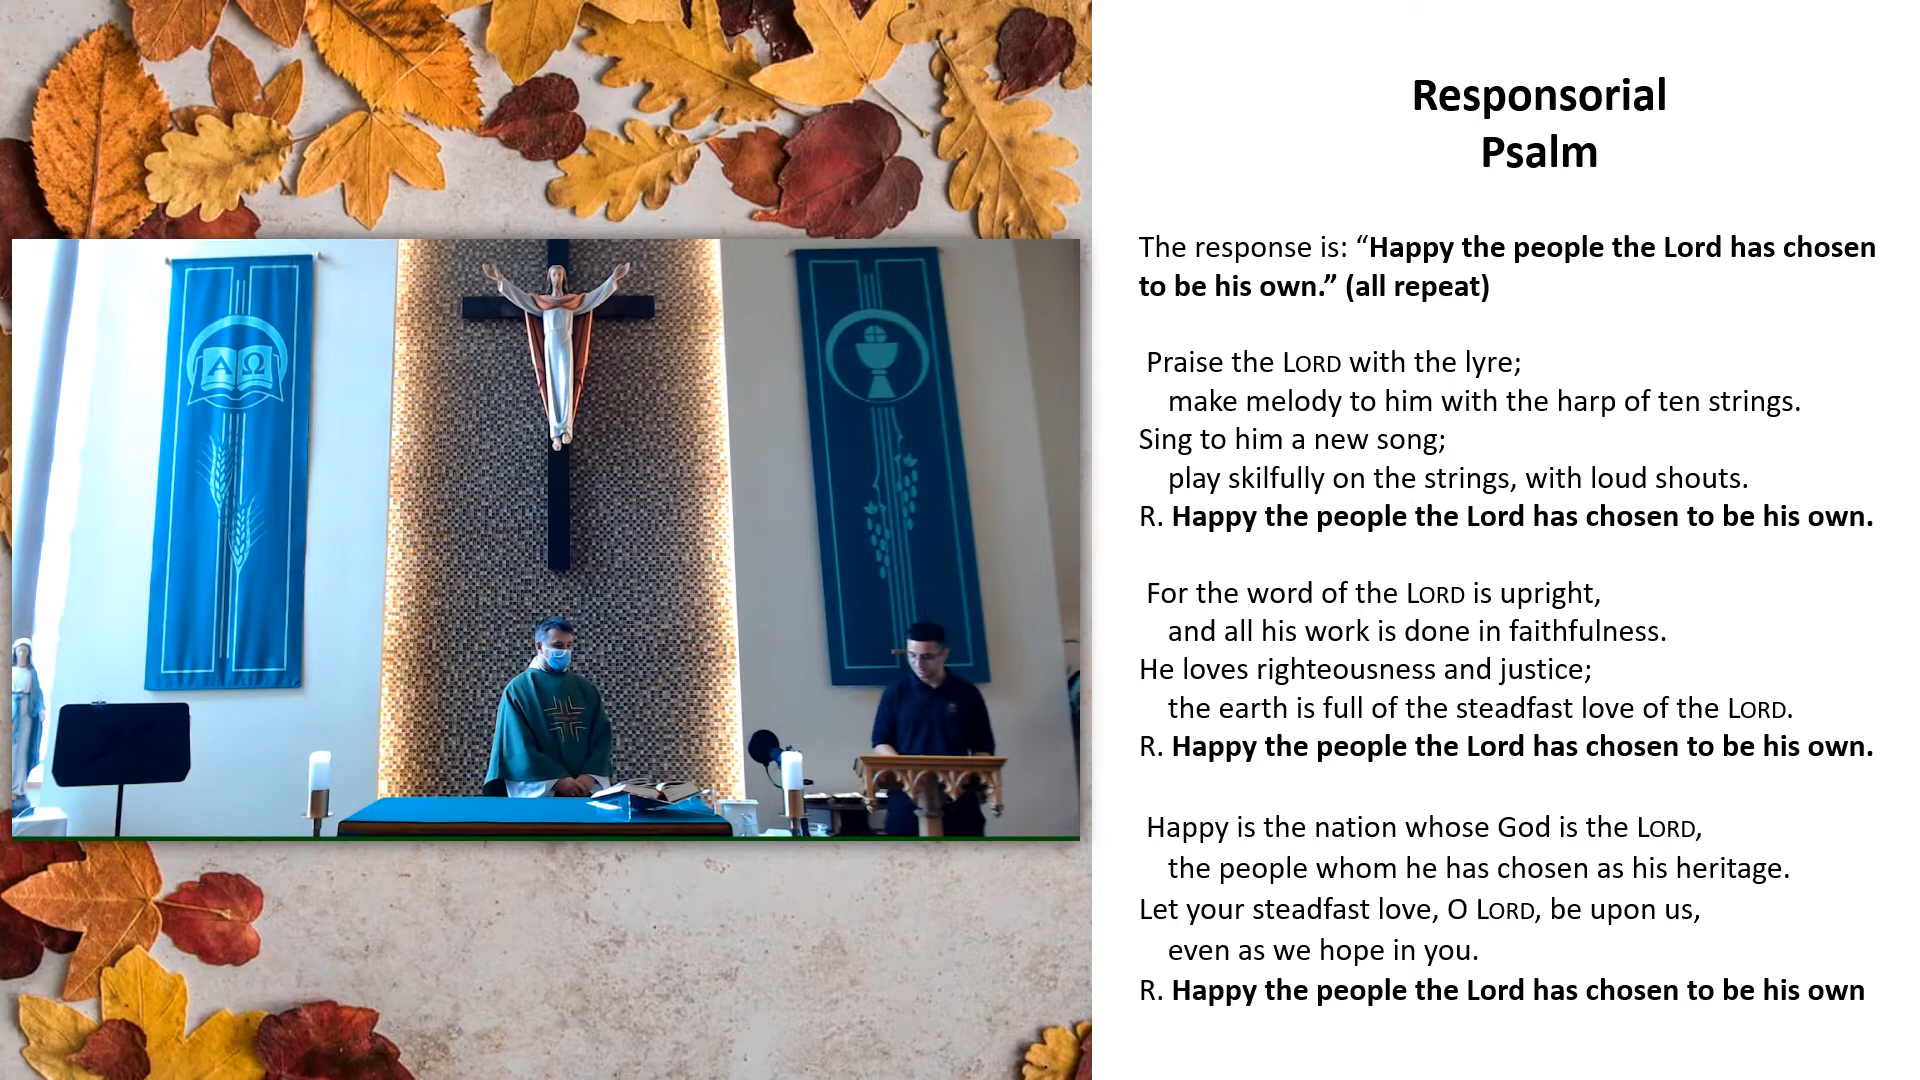 Responsorial
Psalm
The response is: “Happy the people the Lord has chosen
to be his own.” (all repeat)
Praise the LORD with the lyre;
make melody to him with the harp of ten strings.
Sing to him a new song;
play skilfully on the strings, with loud shouts.
R. Happy the people the Lord has chosen to be his own.
For the word of the LORD is upright,
and all his work is done in faithfulness.
He loves righteousness and justice;
the earth is full of the steadfast love of the LORD.
R. Happy the people the Lord has chosen to be his own.
Happy is the nation whose God is the LORD,
the people whom he has chosen as his heritage.
Let your steadfast love, O LORD, be upon us,
even as we hope in you.
R. Happy the people the Lord has chosen to be his own
Α Ω